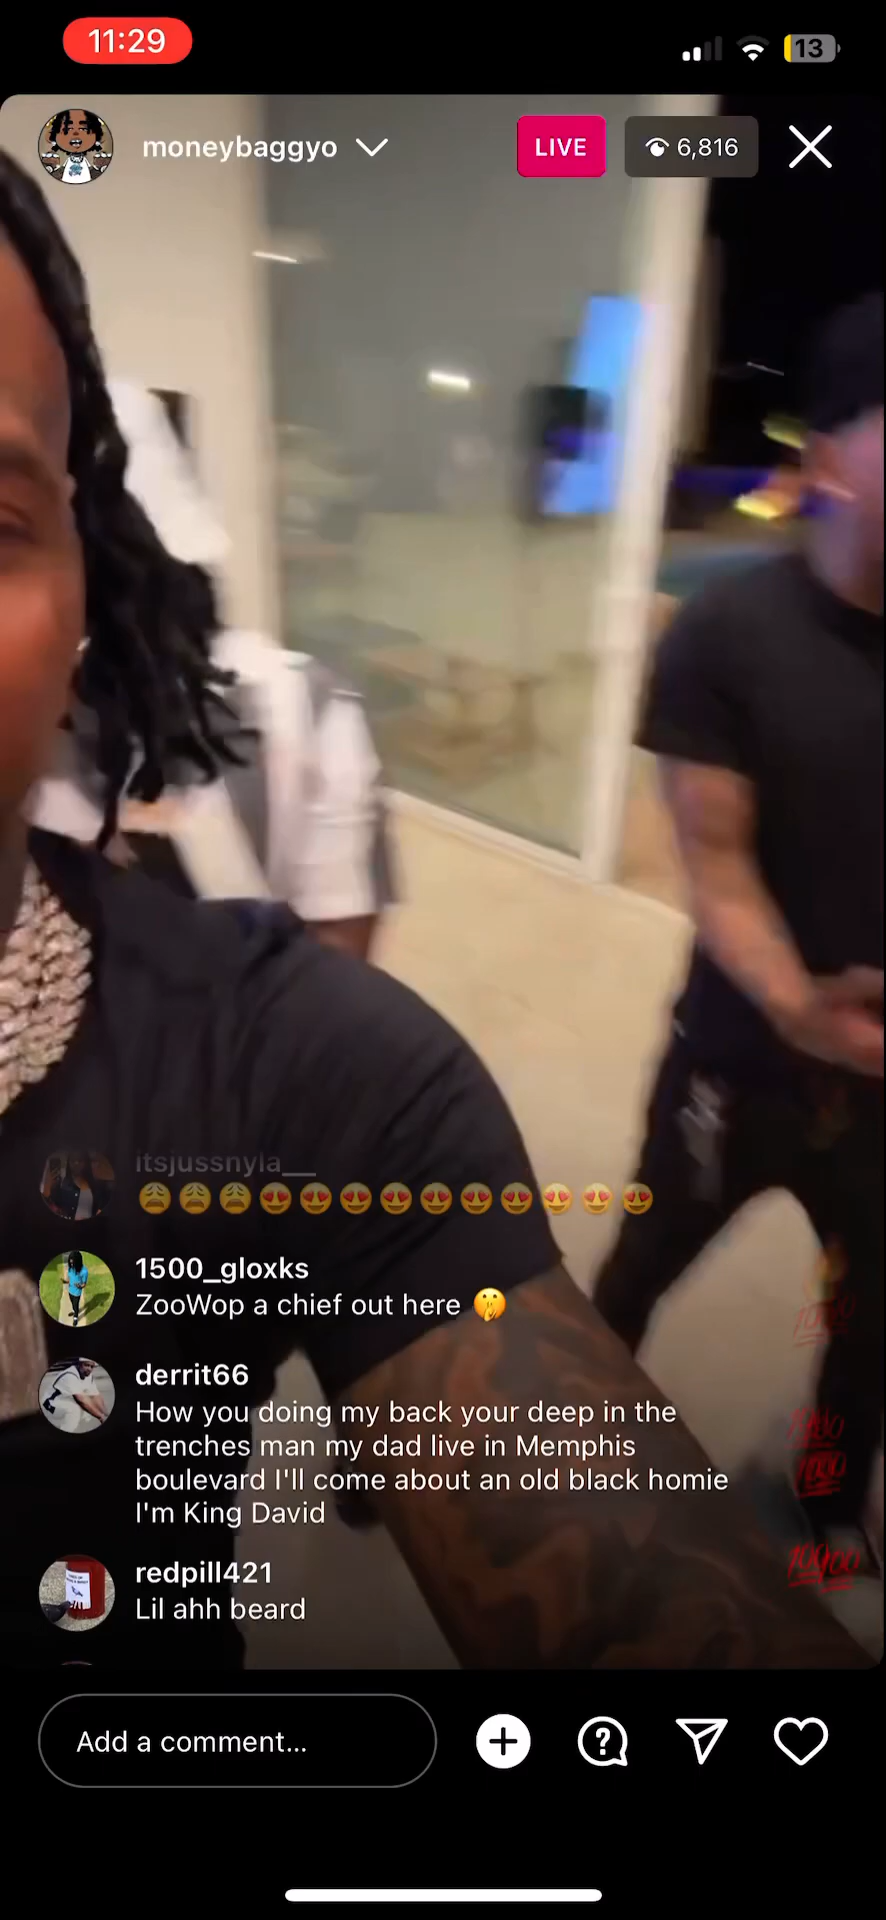 11:29
13
moneybaggyo
LIVE
6,816
itsjussnyla__
😩😩😩😍😍😍😍😍😍😍😍😍😍
1500_gloxks
ZooWop a chief out here 🤫
derrit66
How you doing my back your deep in the
trenches man my dad live in Memphis
boulevard I'll come about an old black homie
I'm King David
redpill421
Lil ahh beard
Add a comment...